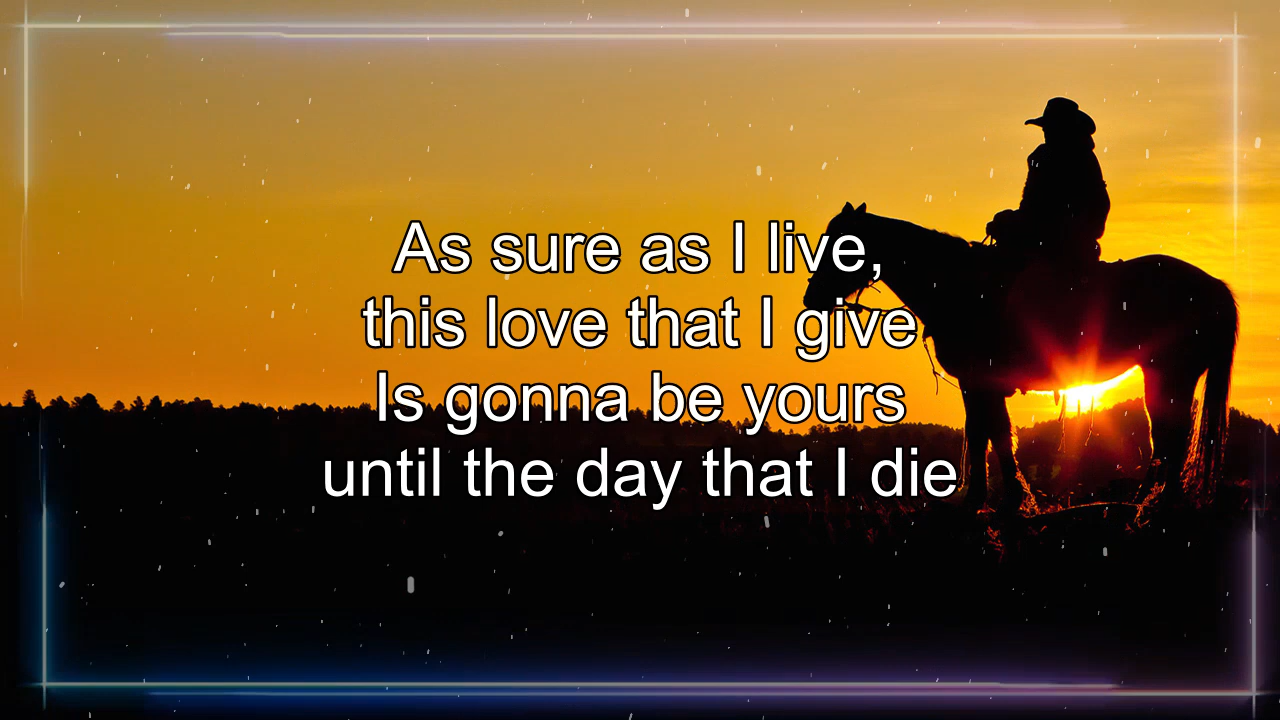 As sure as I live,
this love that I give
Is gonna be yours
until the day that I die